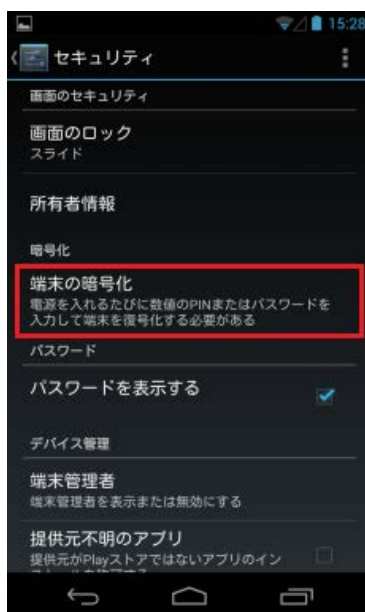 15:28
セキュリティ
画面のセキュリティ
画面のロック
スライド
所有者情報
暗号化
端末の暗号化
電源を入れるたびに数値のPINまたはパスワードを
入力して端末を復号化する必要がある
パスワード
パスワードを表示する
デバイス管理
端末管理者
端末管理者を表示または無効にする
提供元不明のアプリ
提供元がPlayストアではないアプリのイン